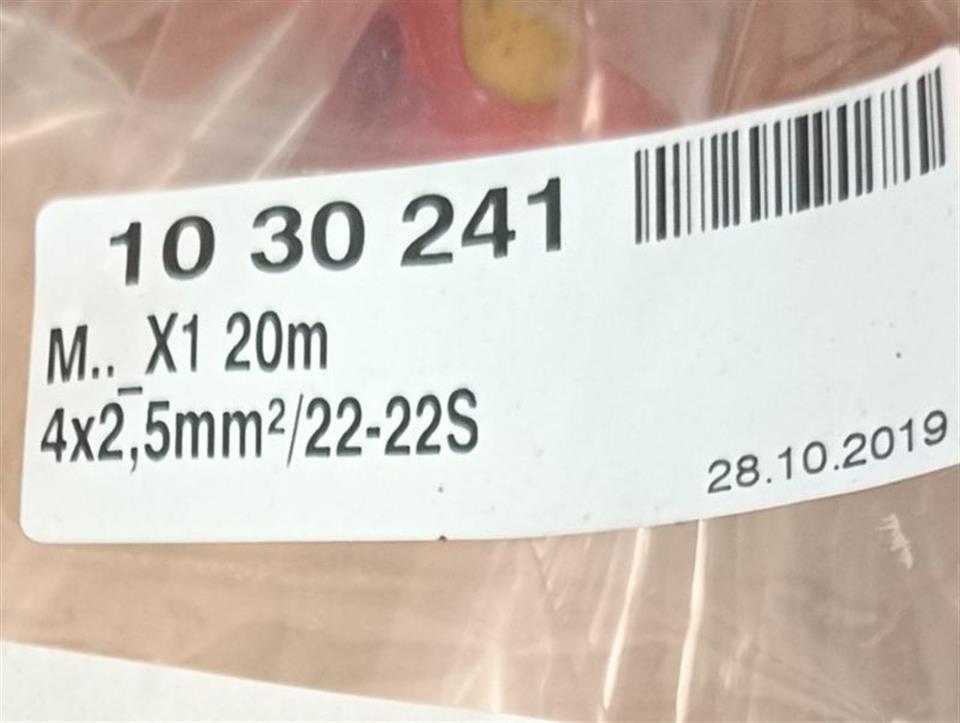 10 30 241
M.._X1 20m
4x2,5mm²/22-22S
28.10.2019